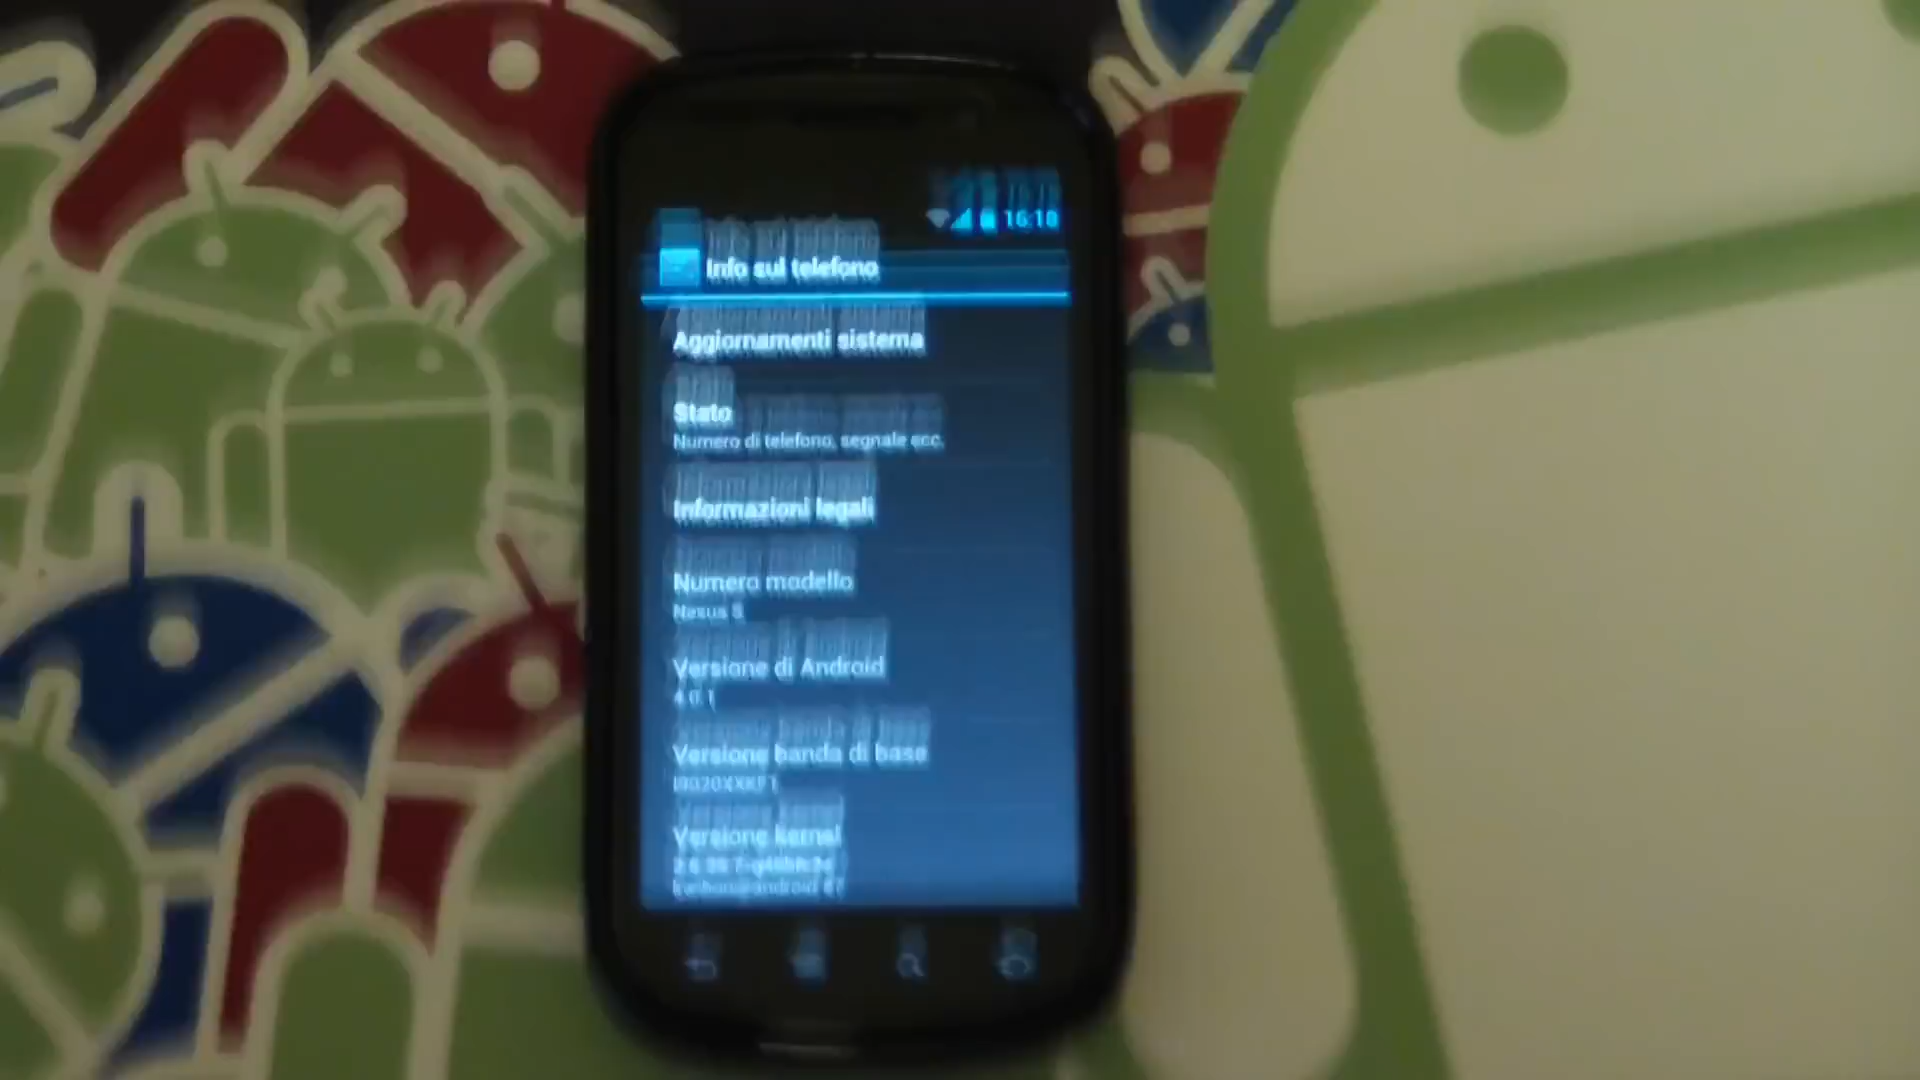 16:18
Info sul telefono
Aggiornamenti sistema
Stato
Numero di telefono, segnale ecc.
Informazioni legali
Numero modello
Nexus S
Versione di Android
4.0.1
Versione banda di base
I9020XXKF1
Versione kernel